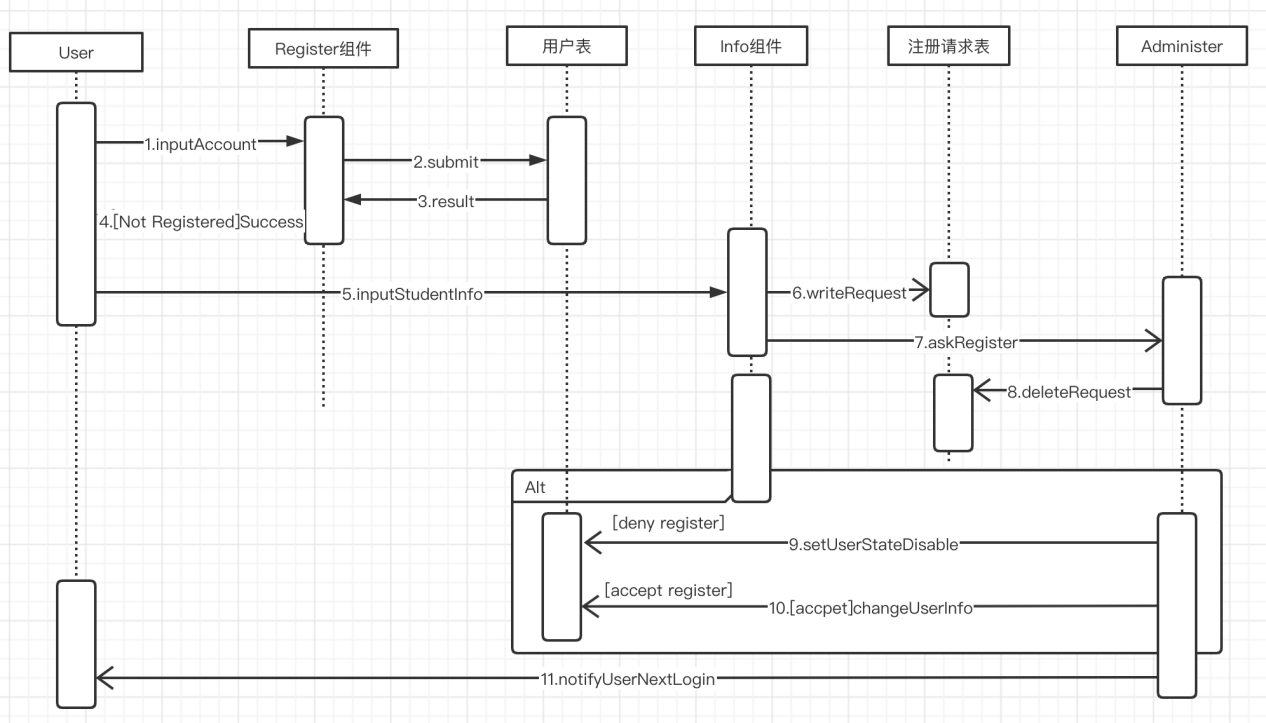 User
Register组件
用户表
Info组件
注册请求表
Administer
1.inputAccount
2.submit
3.result
4.[Not Registered]Success
5.inputStudentInfo
6.writeRequest
7.askRegister
8.deleteRequest
Alt
[deny register]
9.setUserStateDisable
[accept register]
10.[accpet]changeUserInfo
11.notifyUserNextLogin